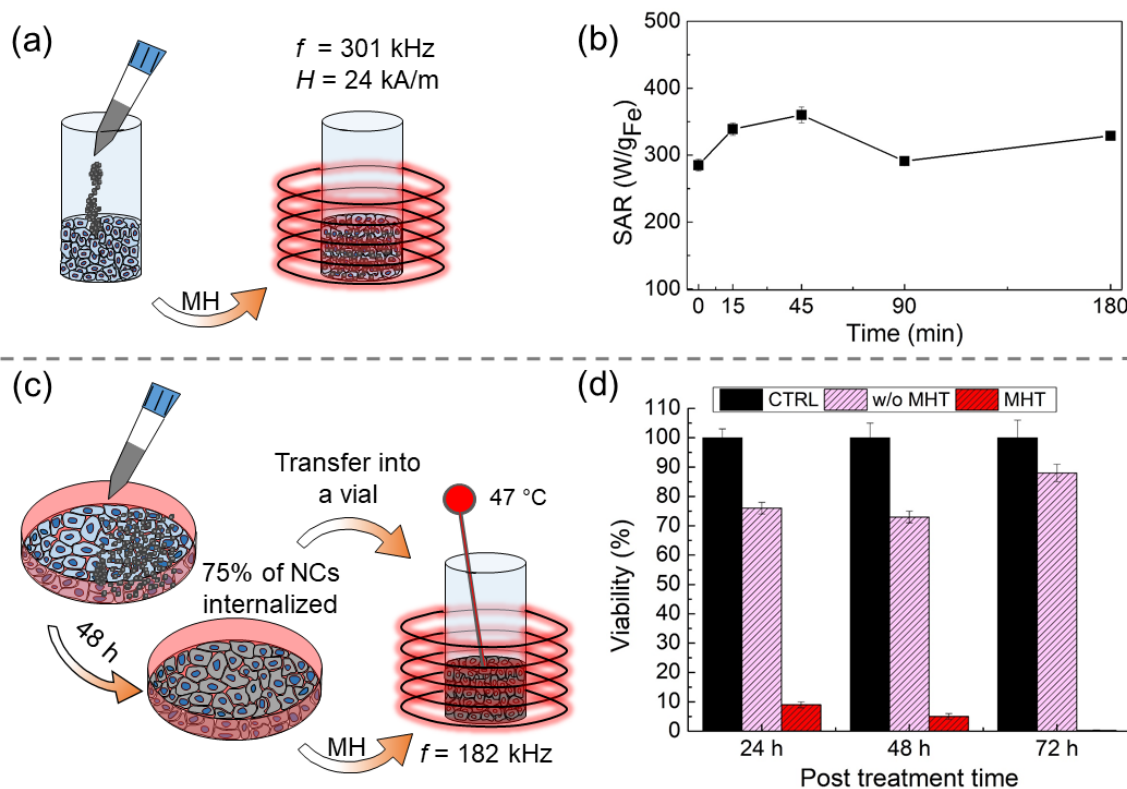 (a)
f = 301 kHz
H = 24 kA/m
MH
(b)
500
400
300
200
100
SAR (W/gFe)
0 15 45 90 180
Time (min)
(c)
Transfer into
a vial
47 °C
75% of NCs
internalized
48 h
MH
f = 182 kHz
(d)
CTRL w/o MHT MHT
110
100
90
80
70
60
50
40
30
20
10
0
Viability (%)
24 h 48 h 72 h
Post treatment time